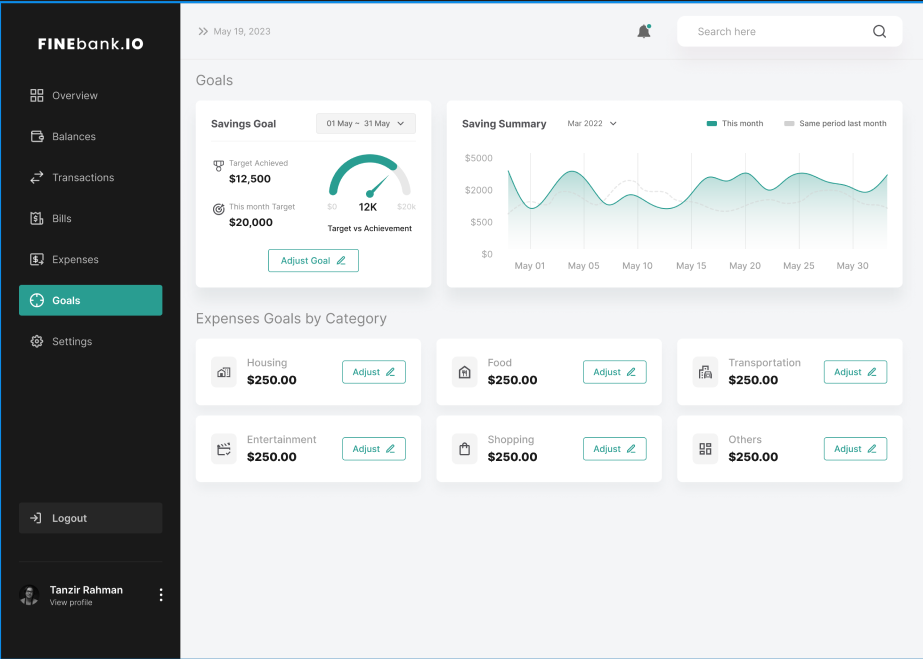 FINEbank.IO
Overview
Balances
Transactions
Bills
Expenses
Goals
Settings
Logout
Tanzir Rahman
View profile
May 19, 2023
Search here
Goals
Savings Goal
01 May ~ 31 May
Target Achieved
$12,500
This month Target
$20,000
$0 12K $20k
Target vs Achievement
Adjust Goal
Saving Summary
Mar 2022
This month
Same period last month
$5000
$2000
$500
$0
May 01 May 05 May 10 May 15 May 20 May 25 May 30
Expenses Goals by Category
Housing
$250.00
Adjust
Food
$250.00
Adjust
Transportation
$250.00
Adjust
Entertainment
$250.00
Adjust
Shopping
$250.00
Adjust
Others
$250.00
Adjust